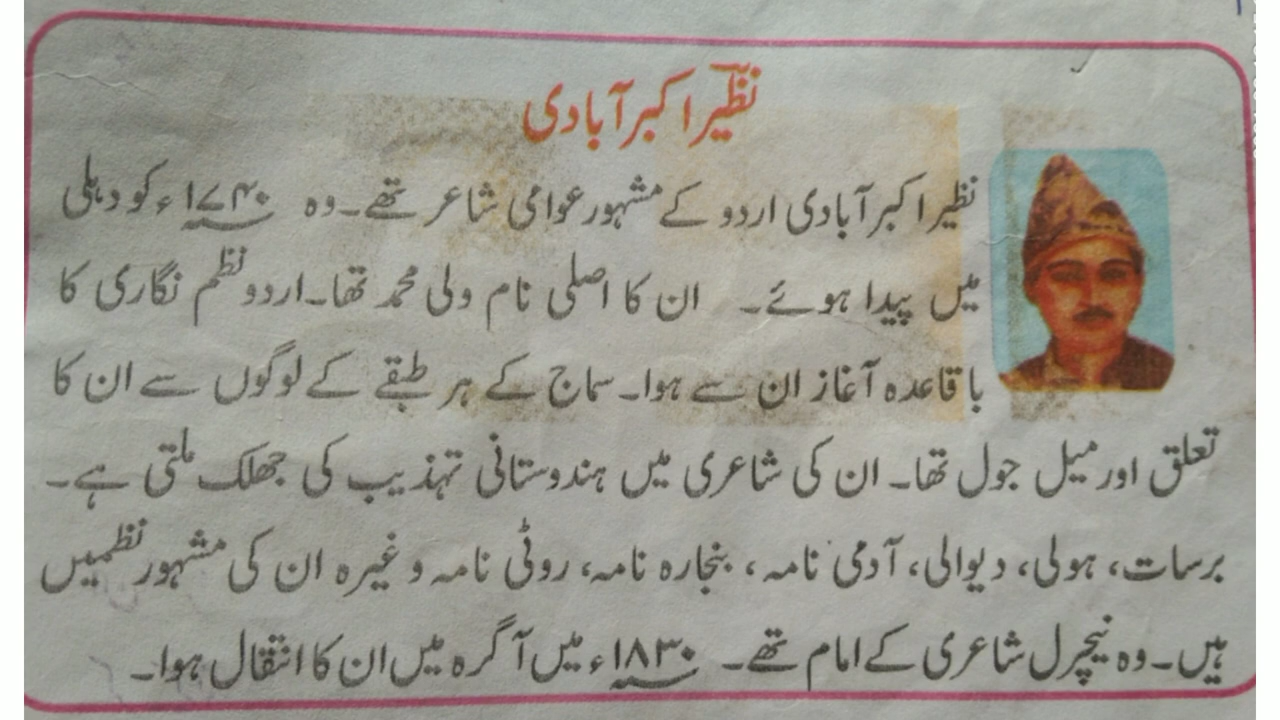 نظیرؔ اکبر آبادی
نظیر اکبر آبادی اردو کے مشہور عوامی شاعر تھے۔ وہ ۱۷۴۰ء کو دہلی
میں پیدا ہوئے۔ ان کا اصلی نام ولی محمد تھا۔ اردو نظم نگاری کا
باقاعدہ آغاز ان سے ہوا۔ سماج کے ہر طبقے کے لوگوں سے ان کا
تعلق اور میل جول تھا۔ ان کی شاعری میں ہندوستانی تہذیب کی جھلک ملتی ہے۔
برسات، ہولی، دیوالی، آدمی نامہ، بنجارہ نامہ، روٹی نامہ وغیرہ ان کی مشہور نظمیں
ہیں۔ وہ نیچرل شاعری کے امام تھے۔ ۱۸۳۰ء میں آگرہ میں ان کا انتقال ہوا۔